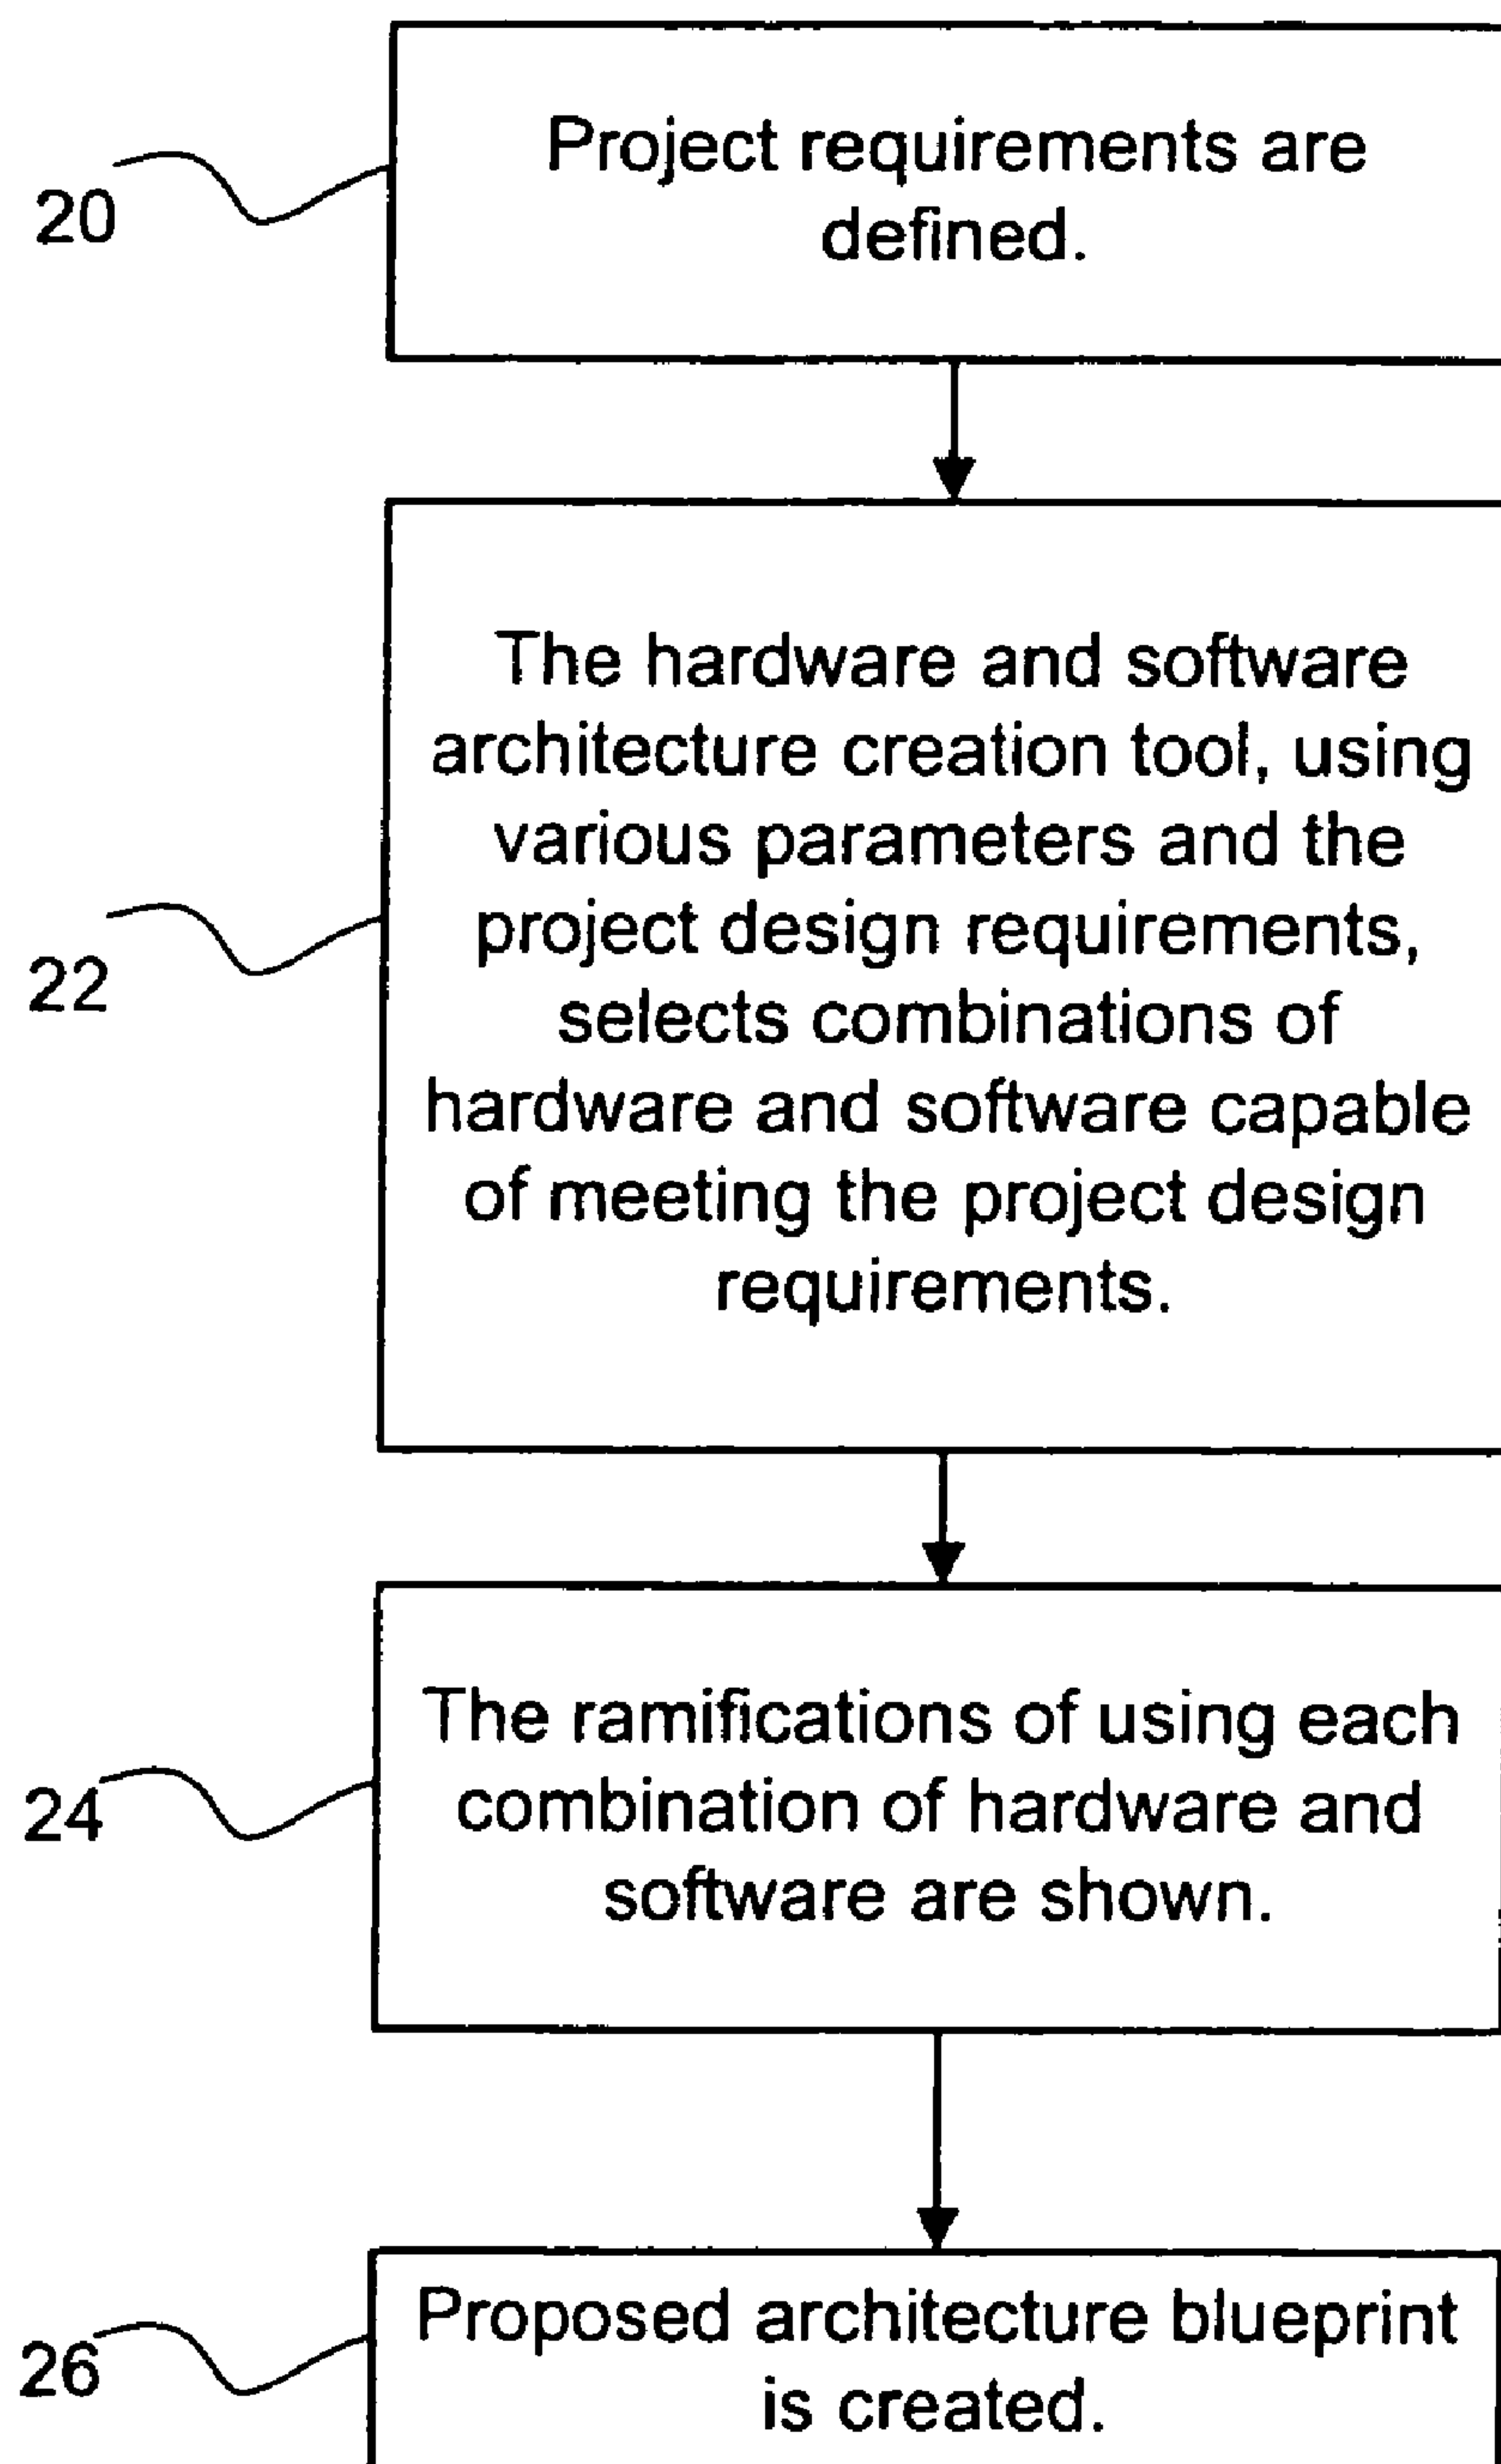 Project requirements are
defined.
20
The hardware and software
architecture creation tool, using
various parameters and the
project design requirements,
selects combinations of
hardware and software capable
of meeting the project design
requirements.
22
The ramifications of using each
combination of hardware and
software are shown.
24
Proposed architecture blueprint
is created.
26